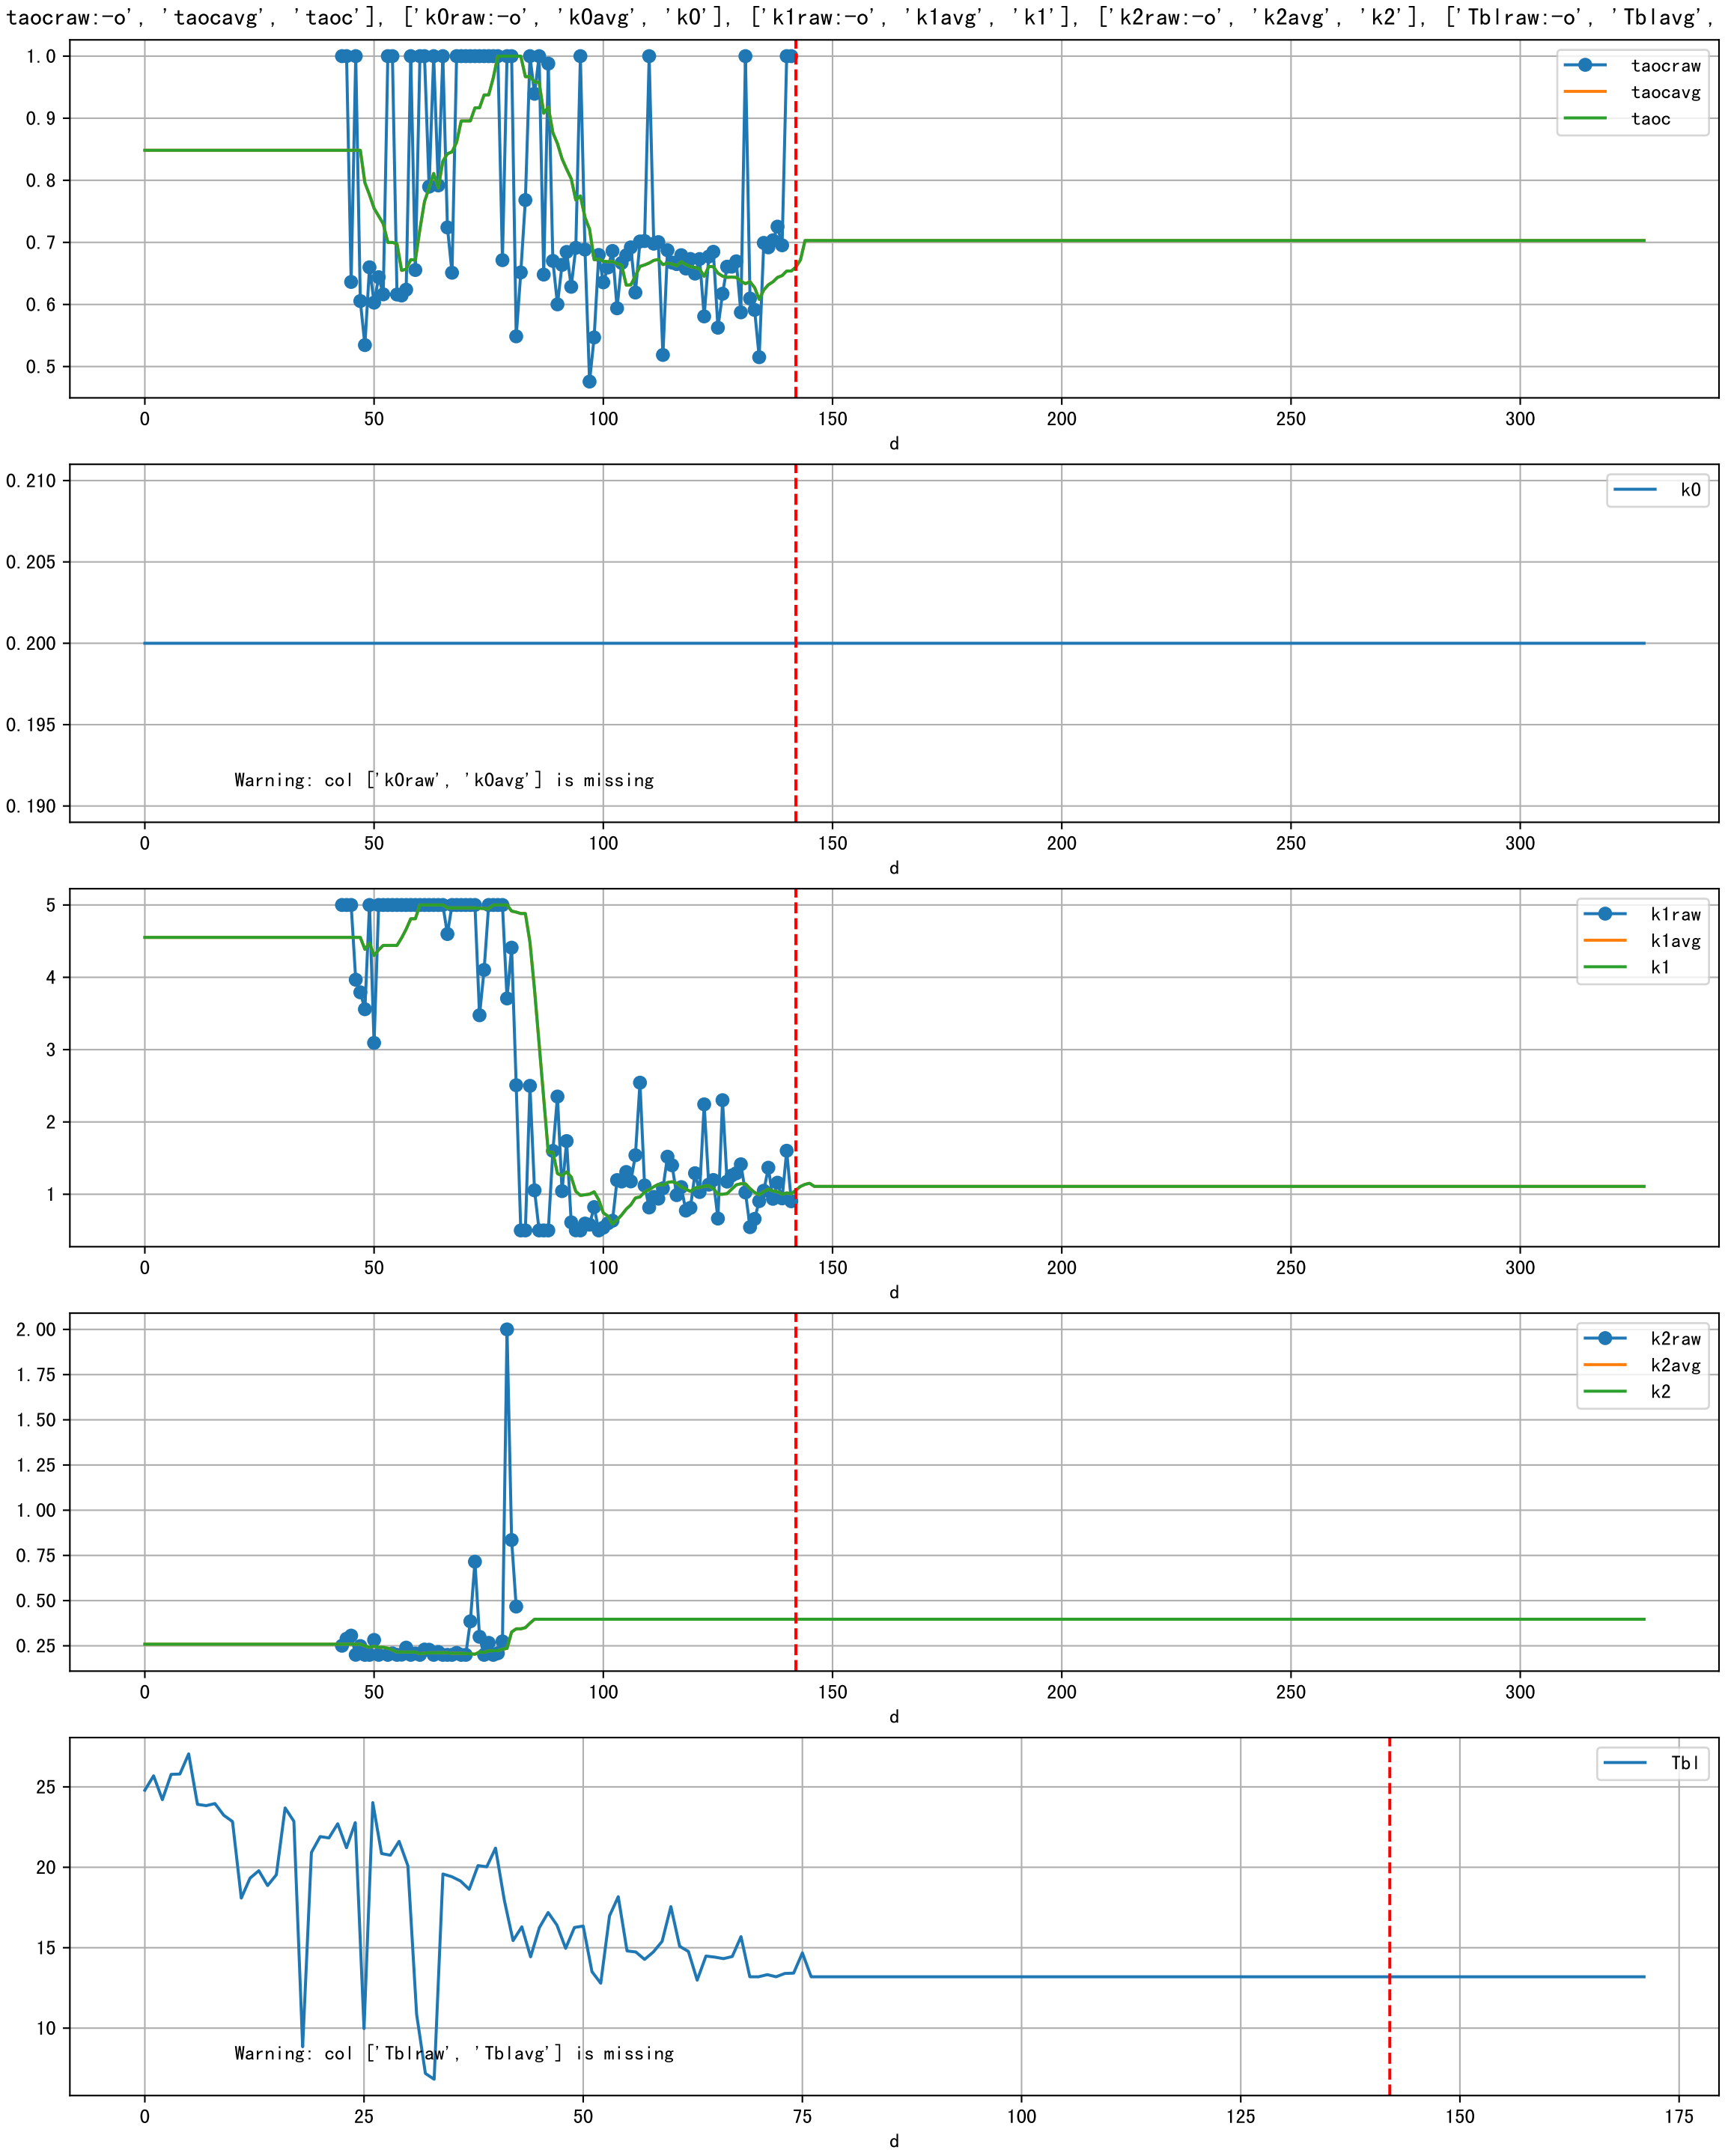 taocraw:-o', 'taocavg', 'taoc'], ['k0raw:-o', 'k0avg', 'k0'], ['k1raw:-o', 'k1avg', 'k1'], ['k2raw:-o', 'k2avg', 'k2'], ['Tblraw:-o', 'Tblavg',
1.0
0.9
0.8
0.7
0.6
0.5
taocraw
taocavg
taoc
0 50 100 150 200 250 300
d
0.210
0.205
0.200
0.195
0.190
k0
Warning: col ['k0raw', 'k0avg'] is missing
0 50 100 150 200 250 300
d
5
4
3
2
1
k1raw
k1avg
k1
0 50 100 150 200 250 300
d
2.00
1.75
1.50
1.25
1.00
0.75
0.50
0.25
k2raw
k2avg
k2
0 50 100 150 200 250 300
d
25
20
15
10
Tbl
Warning: col ['Tblraw', 'Tblavg'] is missing
0 25 50 75 100 125 150 175
d